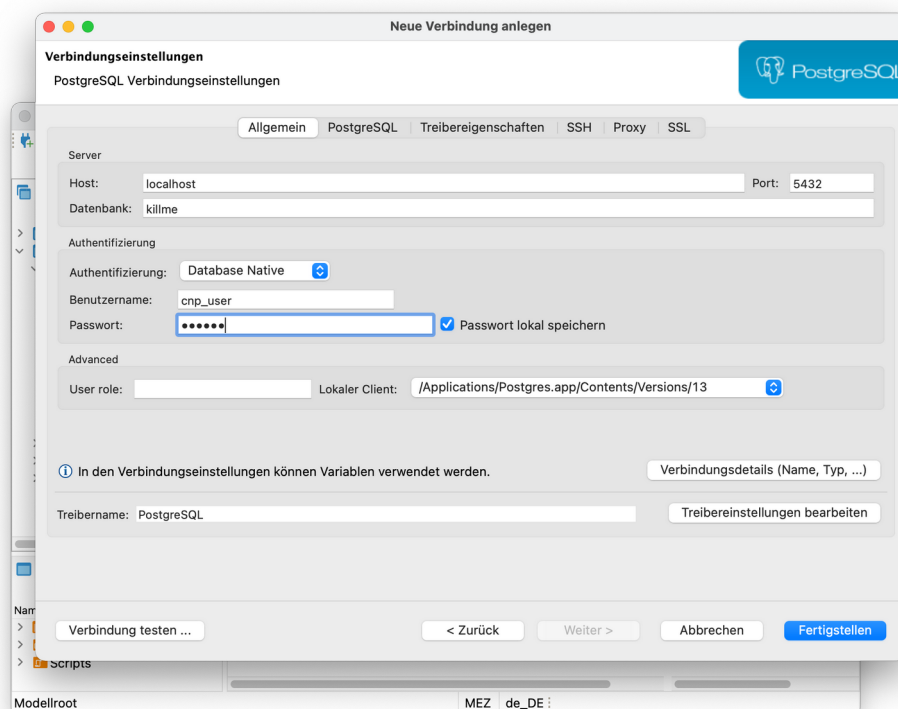 Neue Verbindung anlegen
Verbindungseinstellungen
PostgreSQL Verbindungseinstellungen
PostgreSQL
Allgemein PostgreSQL Treibereigenschaften SSH Proxy SSL
Server
Host: localhost Port: 5432
Datenbank: killme
Authentifizierung
Authentifizierung: Database Native
Benutzername: cnp_user
Passwort: ••••••
Passwort lokal speichern
Advanced
User role: Lokaler Client: /Applications/Postgres.app/Contents/Versions/13
In den Verbindungseinstellungen können Variablen verwendet werden.
Verbindungsdetails (Name, Typ, ...)
Treibername: PostgreSQL
Treibereinstellungen bearbeiten
Nam
Verbindung testen ... < Zurück Weiter > Abbrechen Fertigstellen
Scripts
Modellroot MEZ de_DE